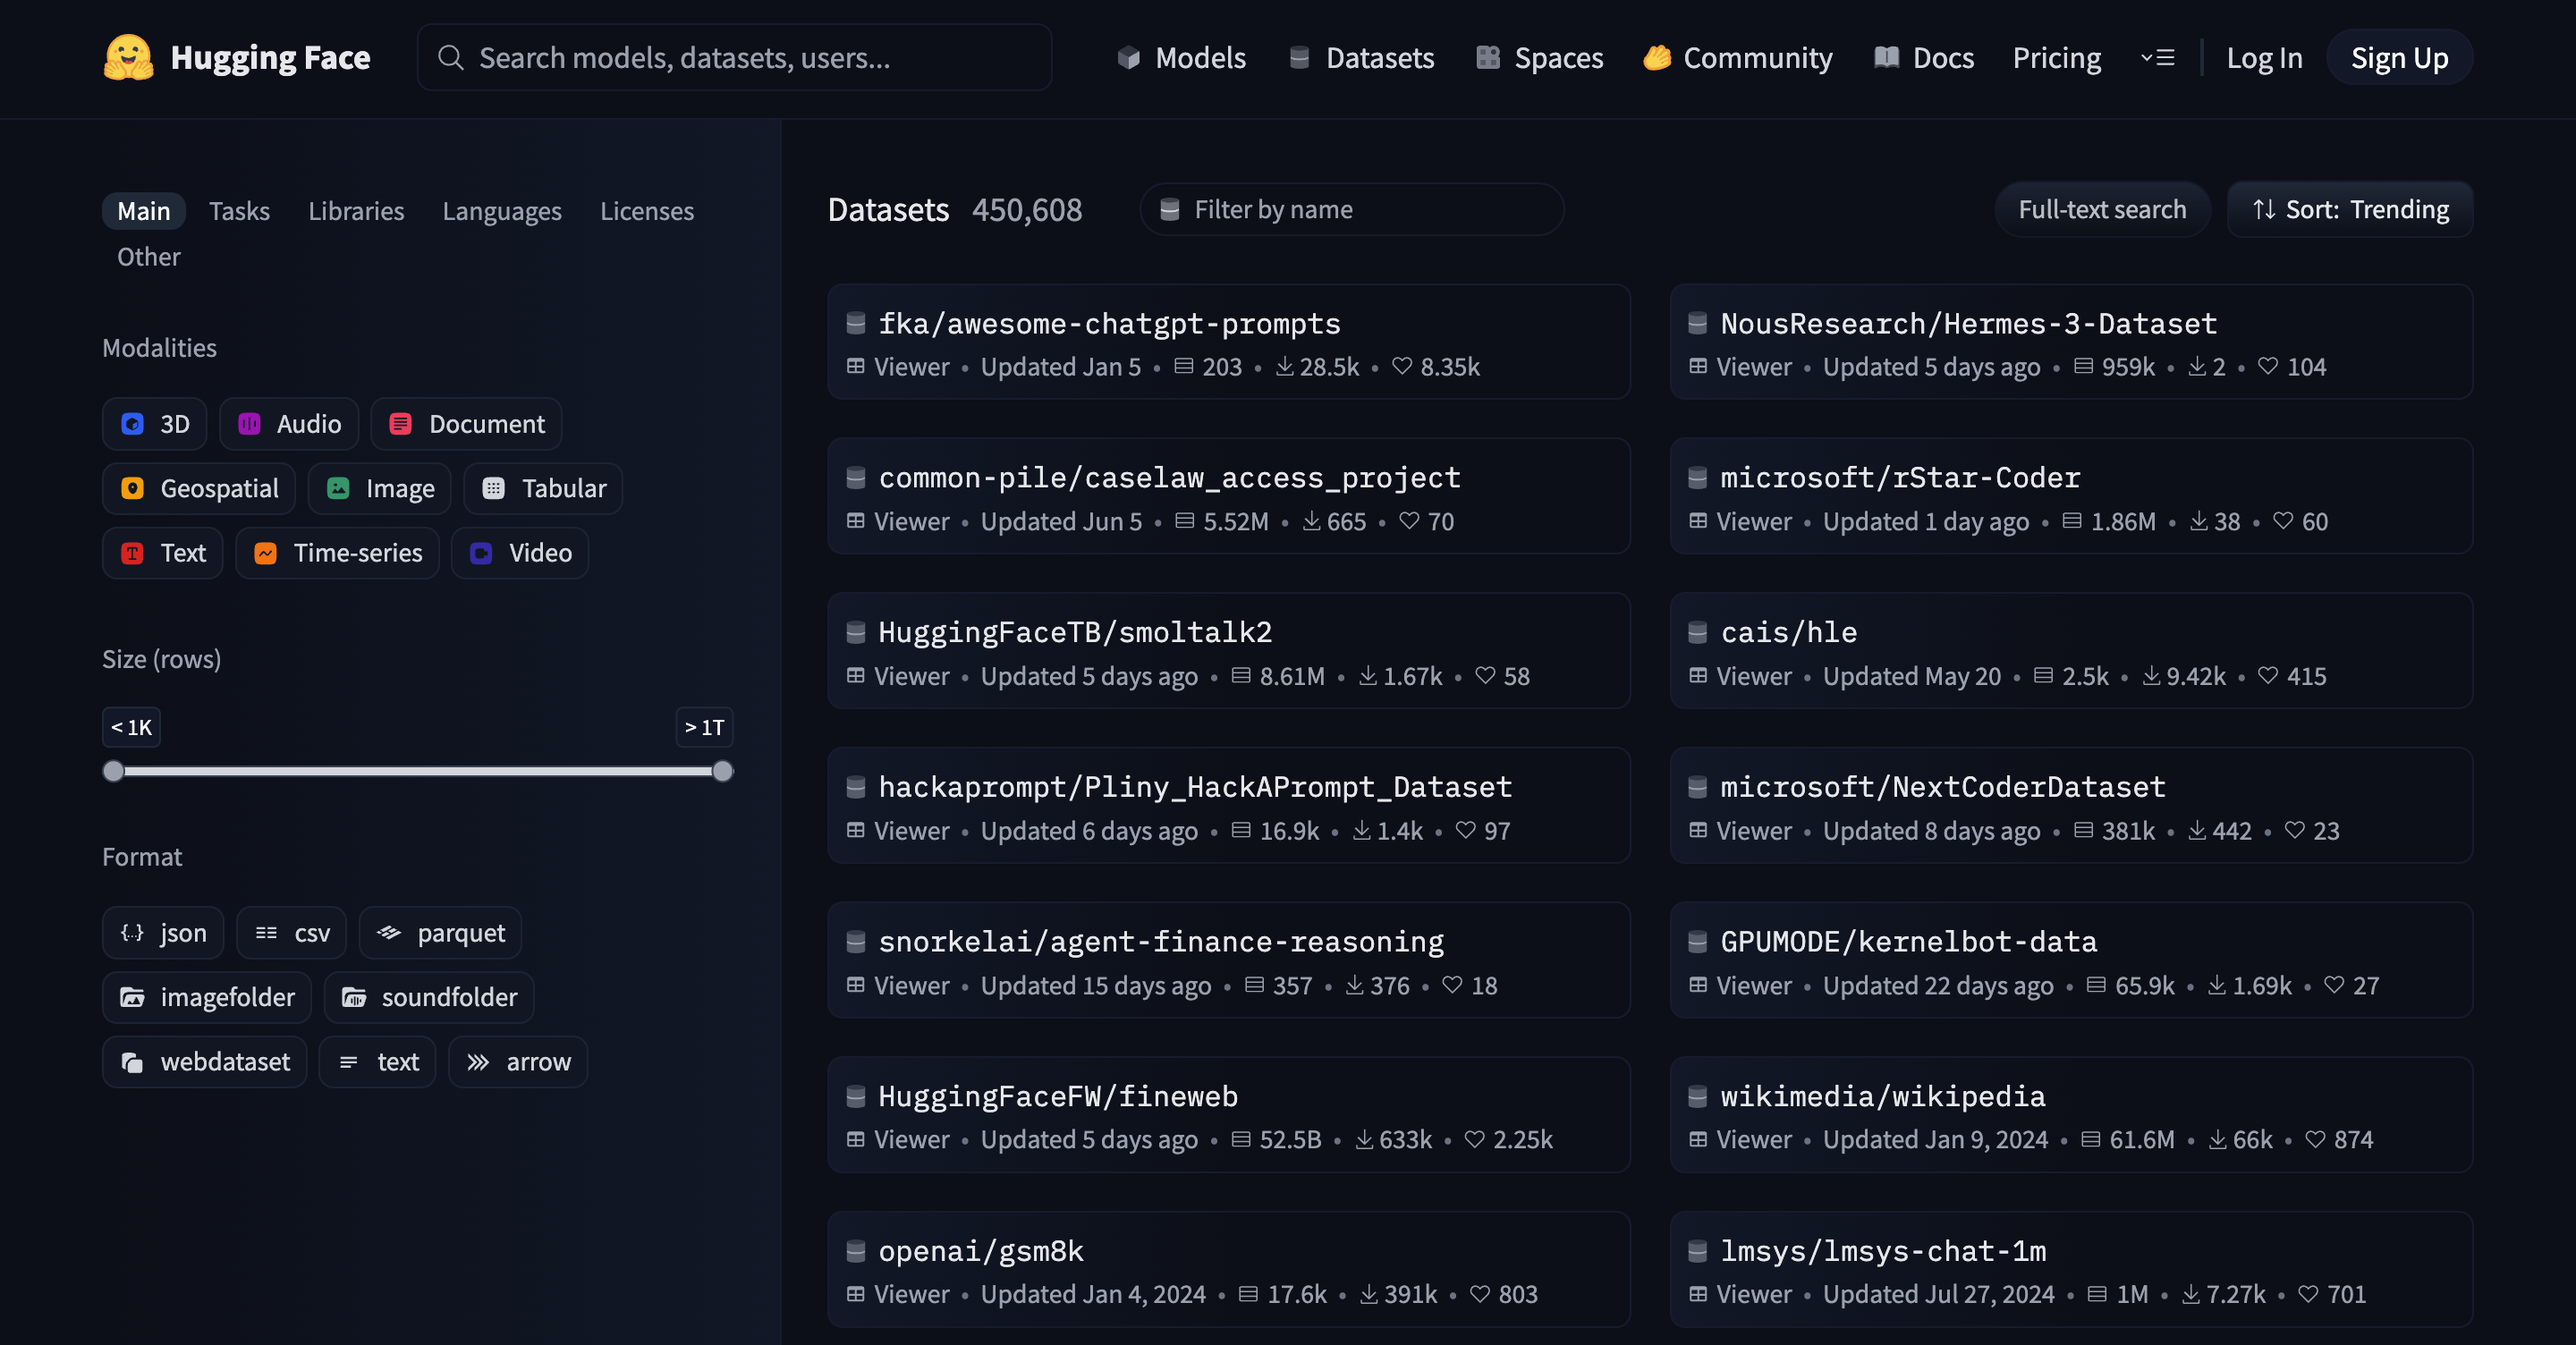 Hugging Face
Search models, datasets, users...
Models Datasets Spaces Community Docs Pricing Log In Sign Up
Main Tasks Libraries Languages Licenses
Other
Modalities
3D Audio Document
Geospatial Image Tabular
Text Time-series Video
Size (rows)
< 1K > 1T
Format
json csv parquet
imagefolder soundfolder
webdataset text arrow
Datasets 450,608 Filter by name Full-text search Sort: Trending
fka/awesome-chatgpt-prompts
Viewer • Updated Jan 5 • 203 • 28.5k • 8.35k
NousResearch/Hermes-3-Dataset
Viewer • Updated 5 days ago • 959k • 2 • 104
common-pile/caselaw_access_project
Viewer • Updated Jun 5 • 5.52M • 665 • 70
microsoft/rStar-Coder
Viewer • Updated 1 day ago • 1.86M • 38 • 60
HuggingFaceTB/smoltalk2
Viewer • Updated 5 days ago • 8.61M • 1.67k • 58
cais/hle
Viewer • Updated May 20 • 2.5k • 9.42k • 415
hackaprompt/Pliny_HackAPrompt_Dataset
Viewer • Updated 6 days ago • 16.9k • 1.4k • 97
microsoft/NextCoderDataset
Viewer • Updated 8 days ago • 381k • 442 • 23
snorkelai/agent-finance-reasoning
Viewer • Updated 15 days ago • 357 • 376 • 18
GPUMODE/kernelbot-data
Viewer • Updated 22 days ago • 65.9k • 1.69k • 27
HuggingFaceFW/fineweb
Viewer • Updated 5 days ago • 52.5B • 633k • 2.25k
wikimedia/wikipedia
Viewer • Updated Jan 9, 2024 • 61.6M • 66k • 874
openai/gsm8k
Viewer • Updated Jan 4, 2024 • 17.6k • 391k • 803
lmsys/lmsys-chat-1m
Viewer • Updated Jul 27, 2024 • 1M • 7.27k • 701